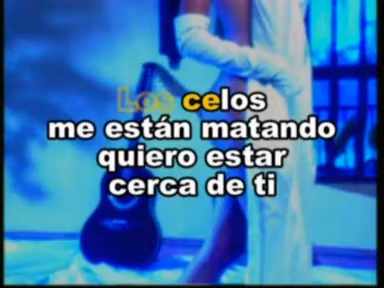 Los celos
me están matando
quiero estar
cerca de ti